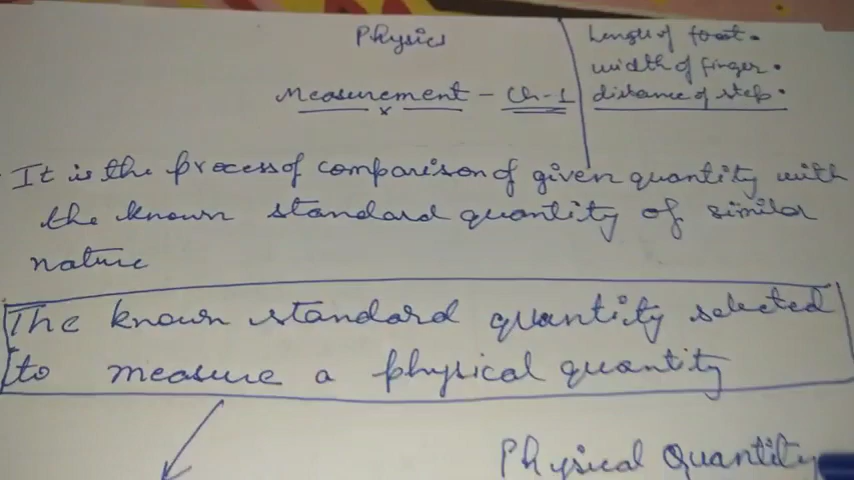 Physics
Length of foot.
width of finger.
Measurement - Ch-1
distance of step.
It is the process of comparison of given quantity with
the known standard quantity of similar
nature
The known standard quantity selected
to measure a physical quantity
Physical Quantity